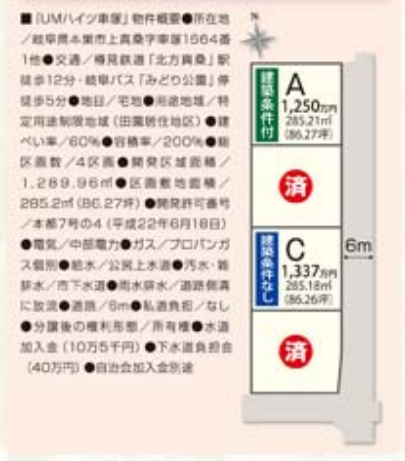 ■「UMハイツ車塚」物件概要●所在地
/岐阜県本巣市上真桑字車塚1664番
1他●交通/樽見鉄道「北方真桑」駅
徒歩12分・岐阜バス「みどり公園」停
徒歩5分●地目/宅地●用途地域/特
定用途制限地域(田園居住地区)●建
ぺい率/60%●容積率/200%●総
区画数/4区画●開発区域面積/
1,289.96㎡●区画敷地面積/
285.2㎡(86.27坪)●開発許可番号
/本都7号の4(平成22年6月18日)
●電気/中部電力●ガス/プロパンガ
ス個別●給水/公営上水道●汚水・雑
排水/市下水道●雨水排水/道路側溝
に放流●道路/6m●私道負担/なし
●分譲後の権利形態/所有権●水道
加入金(10万5千円)●下水道負担金
(40万円)●自治会加入金別途
N
建築条件付
A
1,250万円
285.21㎡
(86.27坪)
済
建築条件なし
C
1,337万円
285.18㎡
(86.26坪)
6m
済